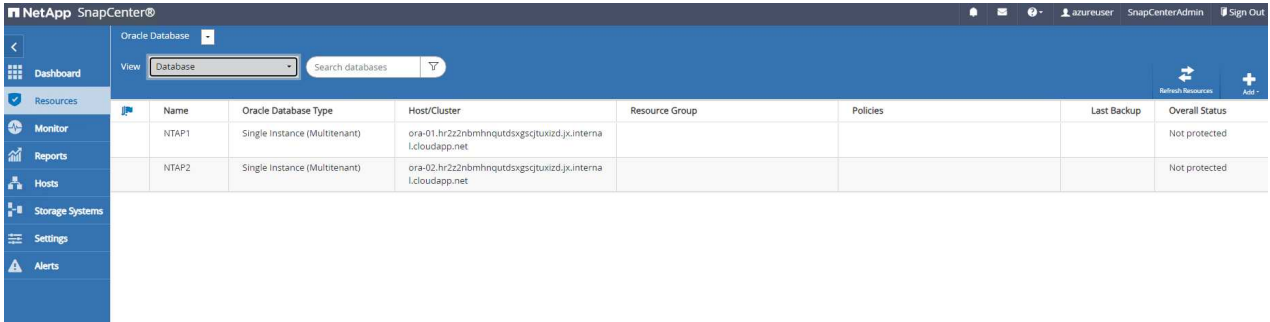 NetApp SnapCenter®
azureuser SnapCenterAdmin Sign Out
Oracle Database
View Database Search databases
Refresh Resources Add
Dashboard
Resources
Monitor
Reports
Hosts
Storage Systems
Settings
Alerts
Name Oracle Database Type Host/Cluster Resource Group Policies Last Backup Overall Status
NTAP1 Single Instance (Multitenant) ora-01.hr2z2nbmhnqutdsxgscjtuxizd.jx.interna Not protected
l.cloudapp.net
NTAP2 Single Instance (Multitenant) ora-02.hr2z2nbmhnqutdsxgscjtuxizd.jx.interna Not protected
l.cloudapp.net